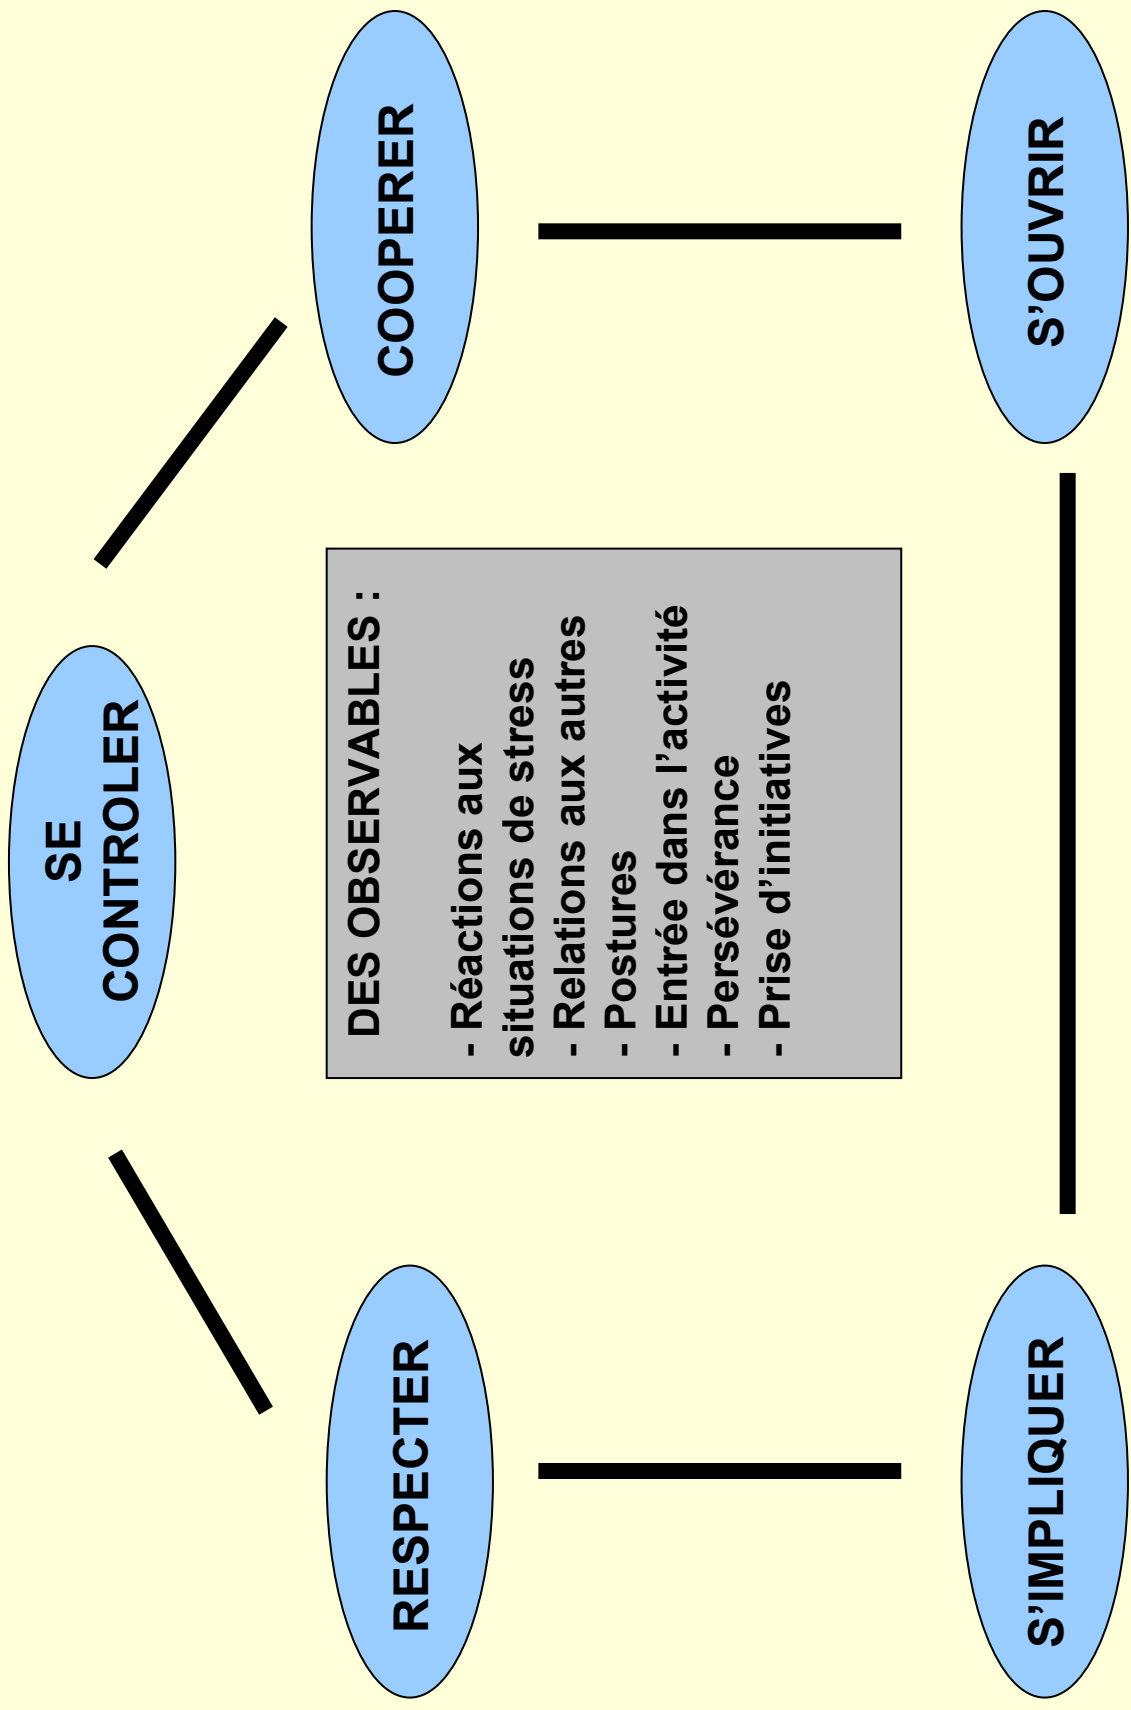 SE
CONTROLER
RESPECTER
COOPERER
DES OBSERVABLES :
- Réactions aux
situations de stress
- Relations aux autres
- Postures
- Entrée dans l’activité
- Persévérance
- Prise d’initiatives
S’IMPLIQUER
S’OUVRIR